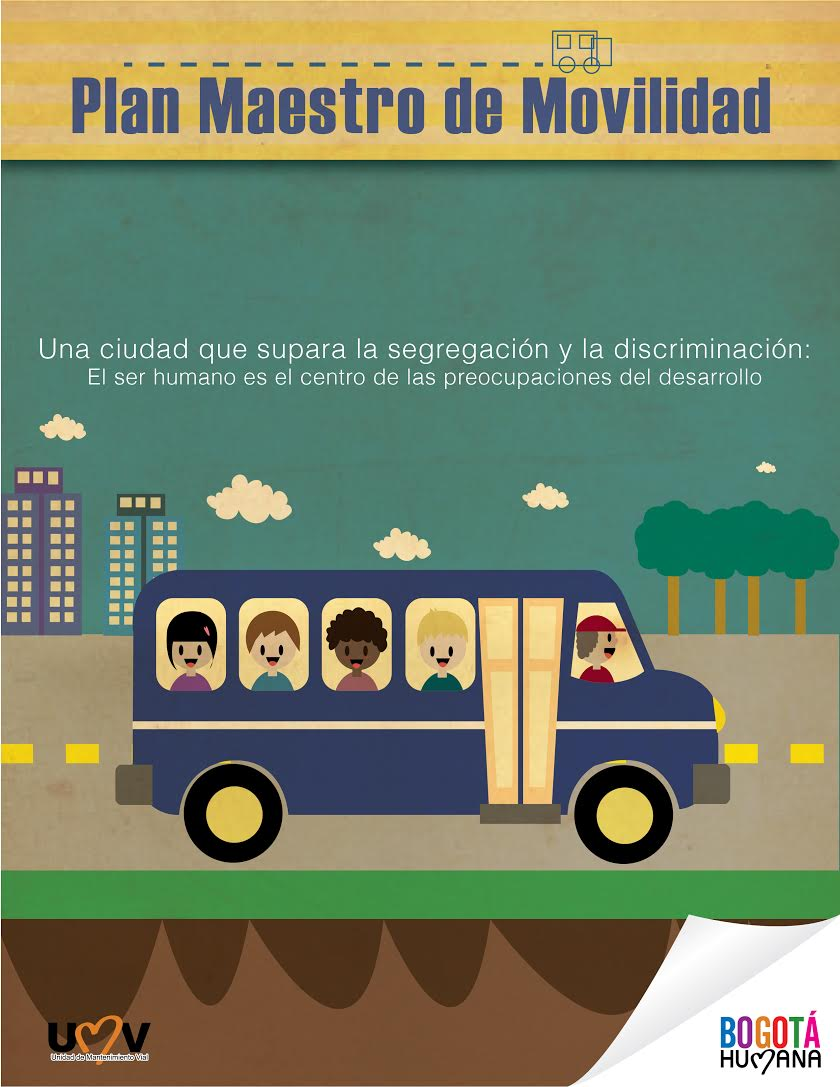 Plan Maestro de Movilidad
Una ciudad que supara la segregación y la discriminación:
El ser humano es el centro de las preocupaciones del desarrollo
UMV
Unidad de Mantenimiento Vial
BOGOTÁ
HUMANA